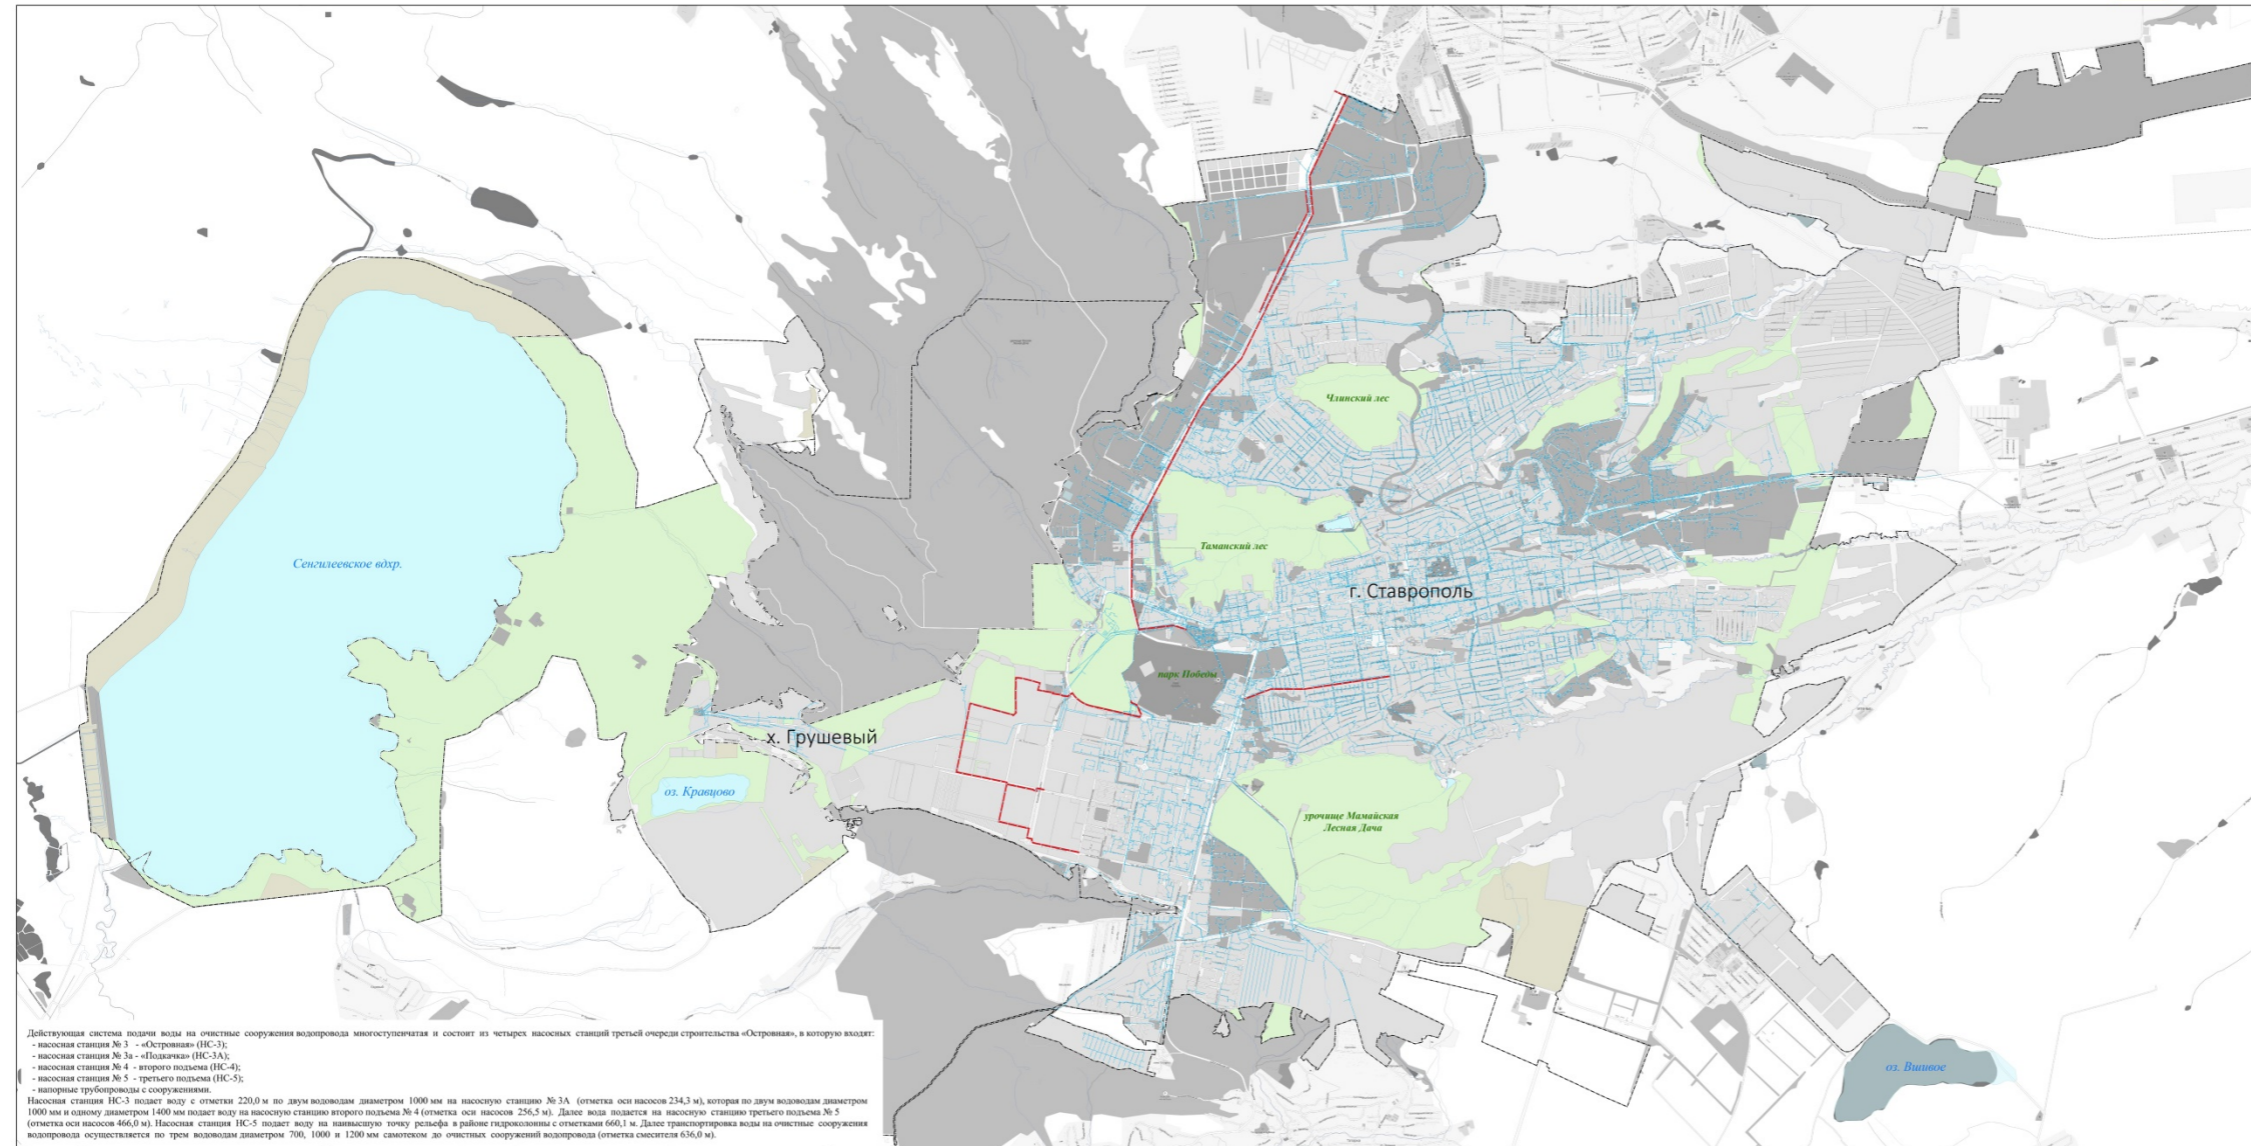 Члинский лес
Таманский лес
Сенгилеевское вдхр.
г. Ставрополь
парк Победы
х. Грушевый
оз. Кравцово
урочище Мамайская
Лесная Дача
оз. Вшивое
Действующая система подачи воды на очистные сооружения водопровода многоступенчатая и состоит из четырех насосных станций третьей очереди строительства «Островная», в которую входят:
- насосная станция № 3 - «Островная» (НС-3);
- насосная станция № 3а - «Подкачка» (НС-3А);
- насосная станция № 4 - второго подъема (НС-4);
- насосная станция № 5 - третьего подъема (НС-5);
- напорные трубопроводы с сооружениями.
Насосная станция НС-3 подает воду с отметки 220,0 м по двум водоводам диаметром 1000 мм на насосную станцию № 3А (отметка оси насосов 234,3 м), которая по двум водоводам диаметром
1000 мм и одному диаметром 1400 мм подает воду на насосную станцию второго подъема № 4 (отметка оси насосов 256,5 м). Далее вода подается на насосную станцию третьего подъема № 5
(отметка оси насосов 466,0 м). Насосная станция НС-5 подает воду на наивысшую точку рельефа в районе гидроколонны с отметками 660,1 м. Далее транспортировка воды на очистные сооружения
водопровода осуществляется по трем водоводам диаметром 700, 1000 и 1200 мм самотеком до очистных сооружений водопровода (отметка смесителя 636,0 м).